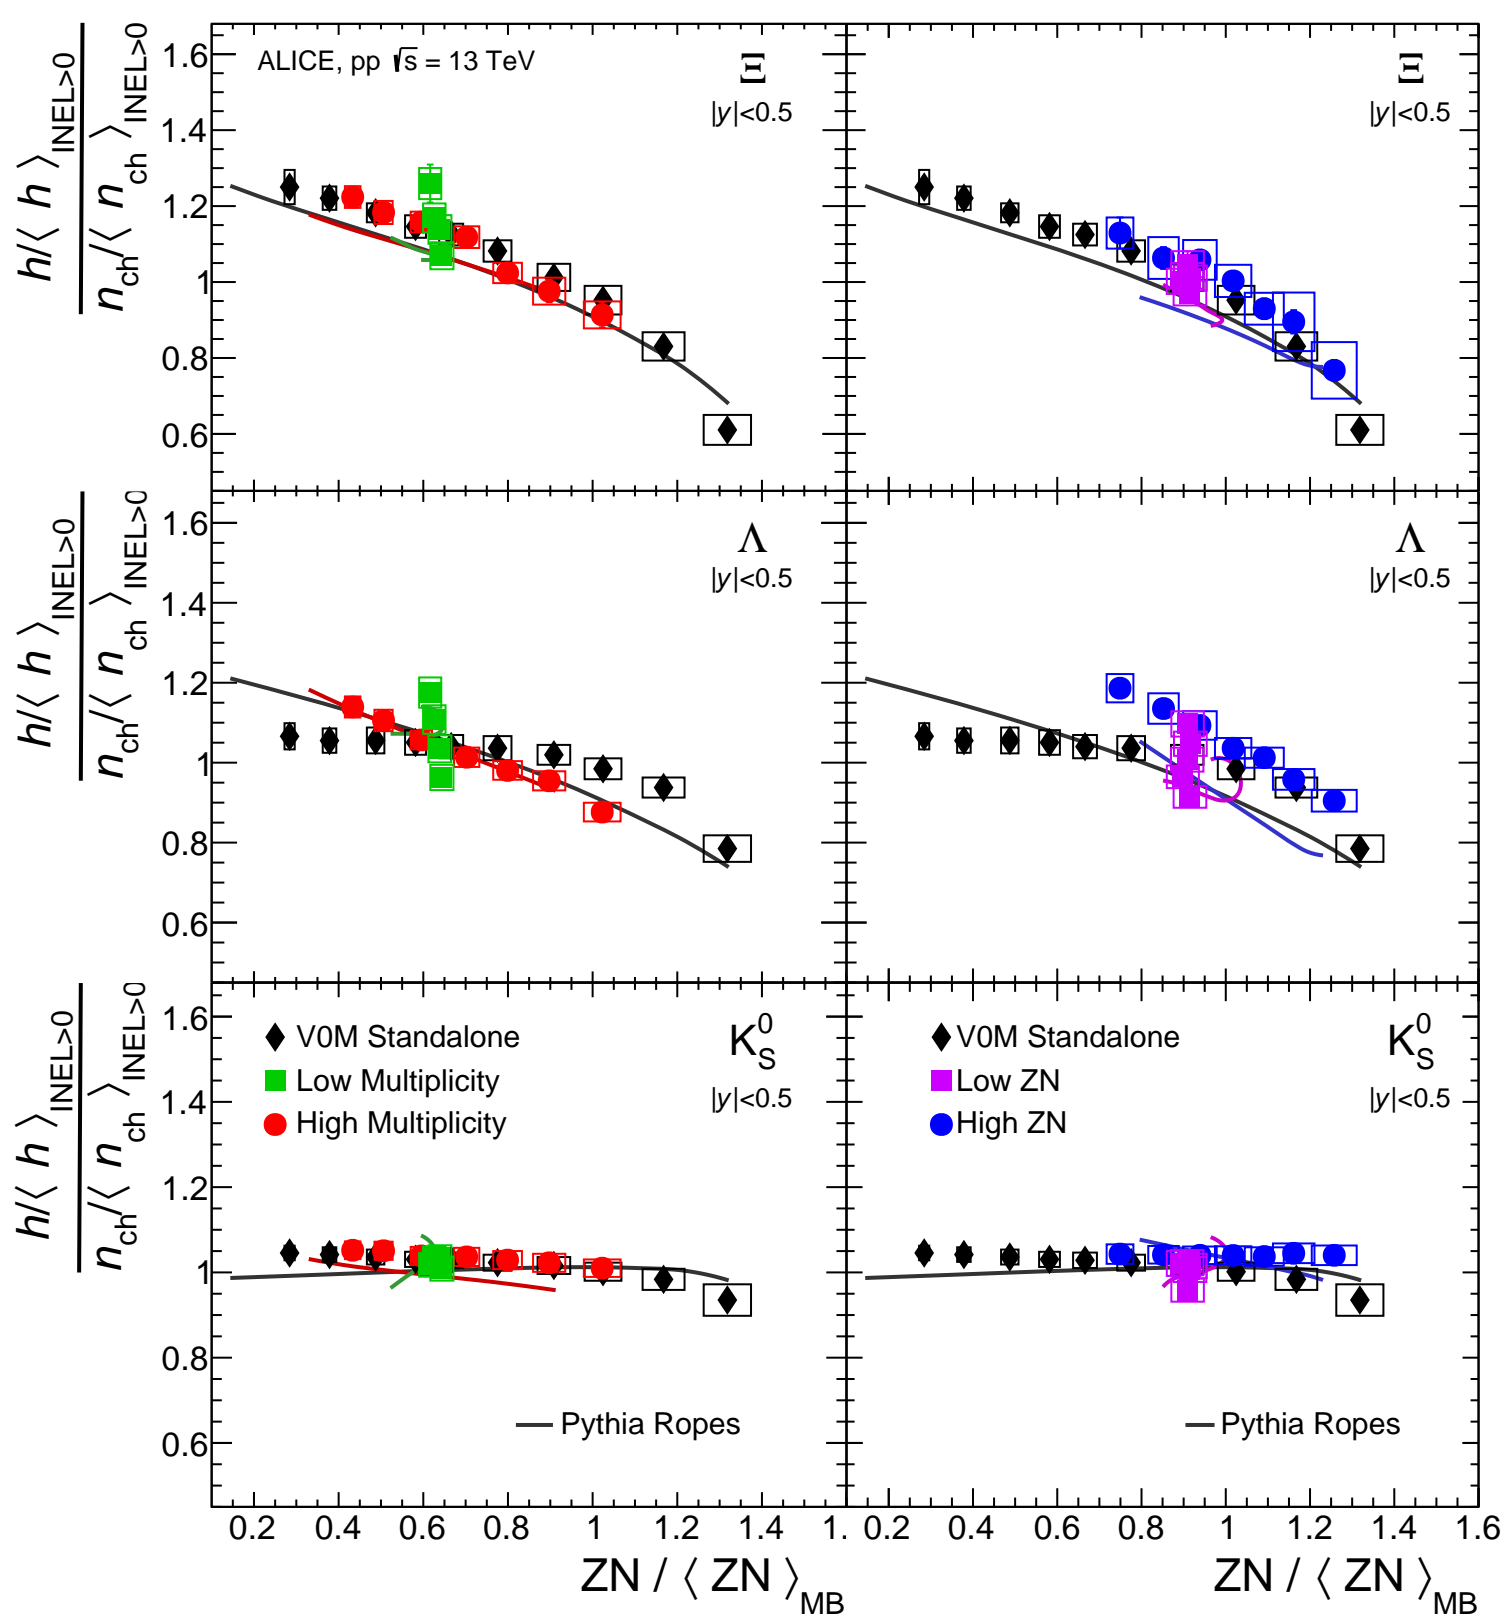 ALICE, pp √s = 13 TeV
Ξ
|y|<0.5
Ξ
|y|<0.5
h/⟨ h ⟩INEL>0
nch/⟨ nch ⟩INEL>0
1.6
1.4
1.2
1
0.8
0.6
Λ
|y|<0.5
Λ
|y|<0.5
h/⟨ h ⟩INEL>0
nch/⟨ nch ⟩INEL>0
1.6
1.4
1.2
1
0.8
0.6
K0S
|y|<0.5
K0S
|y|<0.5
h/⟨ h ⟩INEL>0
nch/⟨ nch ⟩INEL>0
1.6
1.4
1.2
1
0.8
0.6
V0M Standalone
Low Multiplicity
High Multiplicity
V0M Standalone
Low ZN
High ZN
Pythia Ropes
Pythia Ropes
0.2 0.4 0.6 0.8 1 1.2 1.4 1.
0.2 0.4 0.6 0.8 1 1.2 1.4 1.6
ZN / ⟨ ZN ⟩MB
ZN / ⟨ ZN ⟩MB